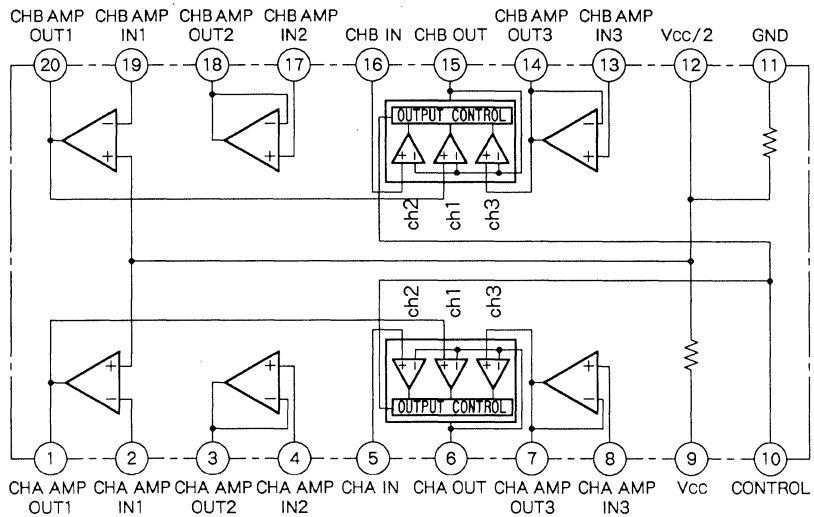 CHB AMP OUT1
CHB AMP IN1
CHB AMP OUT2
CHB AMP IN2
CHB IN
CHB OUT
CHB AMP OUT3
CHB AMP IN3
Vcc/2
GND
20
19
18
17
16
15
14
13
12
11
OUTPUT CONTROL
− + − + + − + − + − − +
ch2
ch1
ch3
ch2
ch1
ch3
+ − + − + − + − + − + −
OUTPUT CONTROL
1
2
3
4
5
6
7
8
9
10
CHA AMP OUT1
CHA AMP IN1
CHA AMP OUT2
CHA AMP IN2
CHA IN
CHA OUT
CHA AMP OUT3
CHA AMP IN3
Vcc
CONTROL